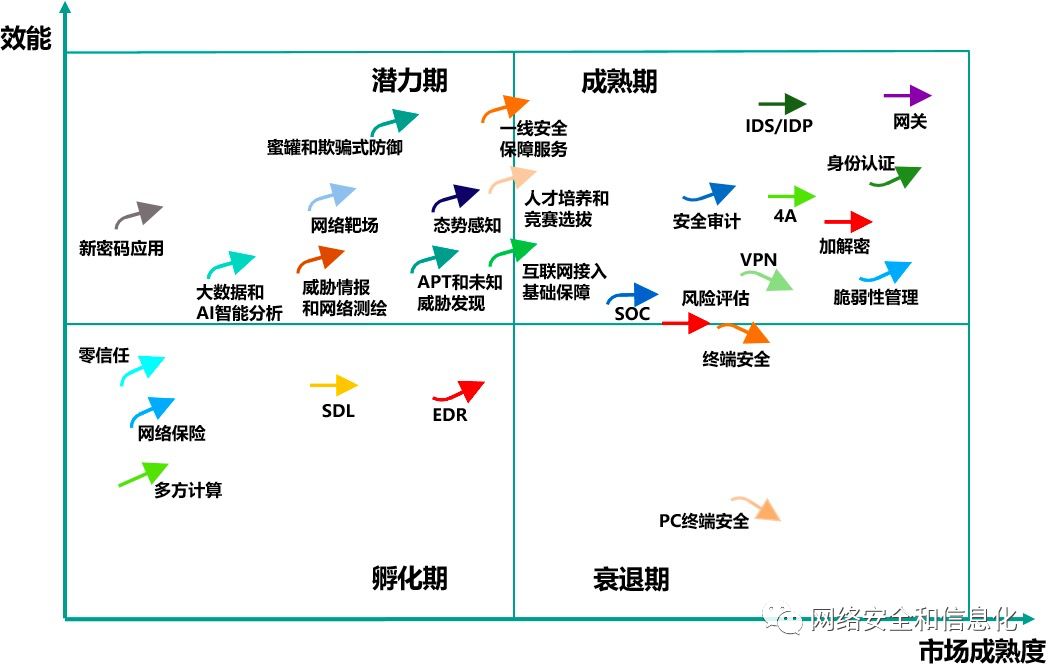 效能
潜力期
成熟期
蜜罐和欺骗式防御
一线安全
保障服务
IDS/IDP
网关
身份认证
新密码应用
网络靶场
态势感知
人才培养和
竞赛选拔
安全审计
4A
加解密
大数据和
AI智能分析
威胁情报
和网络测绘
APT和未知
威胁发现
互联网接入
基础保障
SOC
风险评估
VPN
脆弱性管理
零信任
网络保险
多方计算
SDL
EDR
终端安全
PC终端安全
孵化期
衰退期
网络安全和信息化
市场成熟度